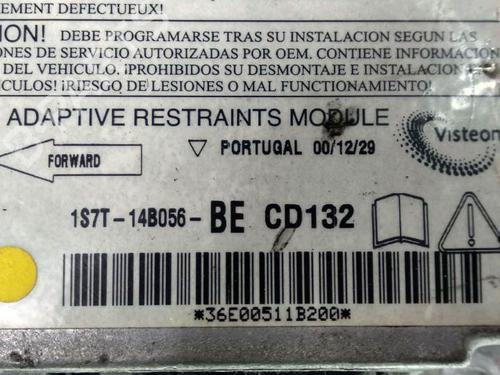 EMENT DEFECTUEUX!
ION! DEBE PROGRAMARSE TRAS SU INSTALACION SEGUN LAS
ONES DE SERVICIO AUTORIZADAS POR OEM. CONTIENE INFORMACION
DEL VEHICULO. ¡PROHIBIDOS SU DESMONTAJE E INSTALACION
CULOS! ¡RIESGO DE LESIONES O MAL FUNCIONAMIENTO!
ADAPTIVE RESTRAINTS MODULE
Visteon
FORWARD
PORTUGAL 00/12/29
1S7T-14B056-BE CD132
*36E00511B200*